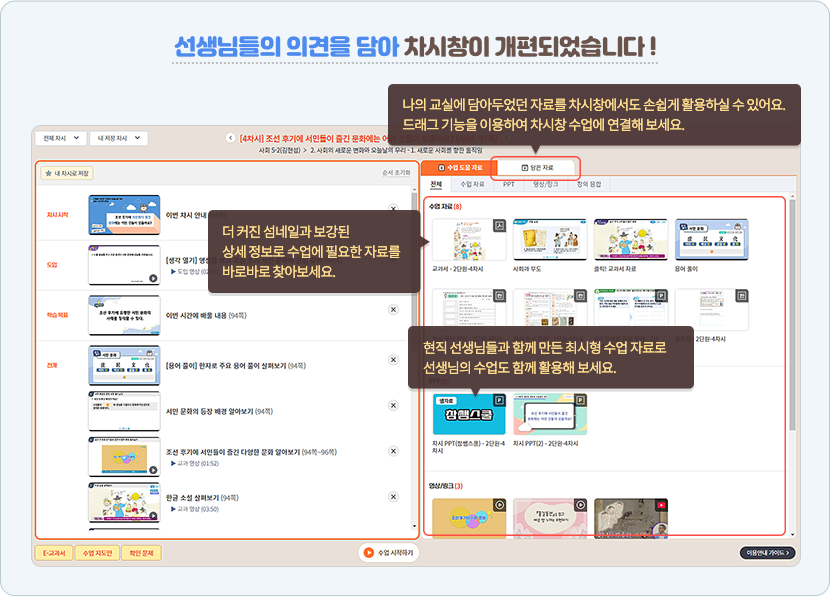 선생님들의 의견을 담아 차시창이 개편되었습니다 !
나의 교실에 담아두었던 자료를 차시창에서도 손쉽게 활용하실 수 있어요.
드래그 기능을 이용하여 차시창 수업에 연결해 보세요.
전체 차시
내 저장 차시
[4차시] 조선 후기에 서민들이 즐긴 문화에는
사회 5-2(김현섭) > 2. 사회의 새로운 변화와 오늘날의 우리 - 1. 새로운 사회를 향한 움직임
내 차시로 저장
순서 초기화
수업 도움 자료
담은 자료
전체
수업 자료
PPT
영상/링크
창의 융합
차시시작
이번 차시 안내
도입
[생각 열기]
도입 영상
더 커진 섬네일과 보강된
상세 정보로 수업에 필요한 자료를
바로바로 찾아보세요.
학습 목표
이번 시간에 배울 내용 (94쪽)
전개
[용어 풀이] 한자로 주요 용어 풀이 살펴보기 (94쪽)
서민 문화의 등장 배경 알아보기 (94쪽)
조선 후기에 서민들이 즐긴 다양한 문화 알아보기 (94쪽~96쪽)
교과 영상 (01:52)
한글 소설 살펴보기 (94쪽)
교과 영상 (03:50)
수업 자료 (8)
교과서 - 2단원-4차시
사회과 부도
클릭! 교과서 자료
용어 풀이
2단원-4차시
현직 선생님들과 함께 만든 최시형 수업 자료로
선생님의 수업도 함께 활용해 보세요.
쌤자료
참쌤스쿨
차시 PPT(참쌤스쿨) - 2단원-4
차시
차시 PPT(2) - 2단원-4차시
영상/링크 (3)
E-교과서
수업 지도안
확인 문제
수업 시작하기
이용안내 가이드 >